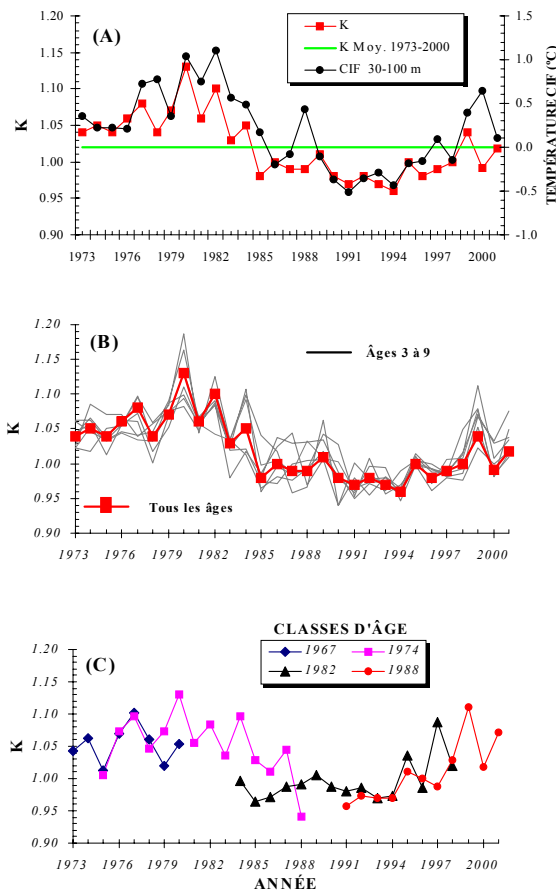 (A)
K
K Moy. 1973-2000
CIF 30-100 m
K
TEMPÉRATURE CIF (ºC)
1.20
1.15
1.10
1.05
1.00
0.95
0.90
1.5
1.0
0.5
0.0
-0.5
-1.0
1973 1976 1979 1982 1985 1988 1991 1994 1997 2000
(B)
Âges 3 à 9
Tous les âges
K
1.20
1.15
1.10
1.05
1.00
0.95
0.90
1973 1976 1979 1982 1985 1988 1991 1994 1997 2000
CLASSES D'ÂGE
1967 1974
1982 1988
(C)
K
1.20
1.15
1.10
1.05
1.00
0.95
0.90
1973 1976 1979 1982 1985 1988 1991 1994 1997 2000
ANNÉE